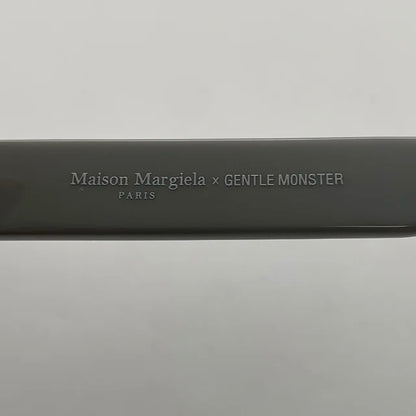 Maison Margiela × GENTLE MONSTER
PARIS